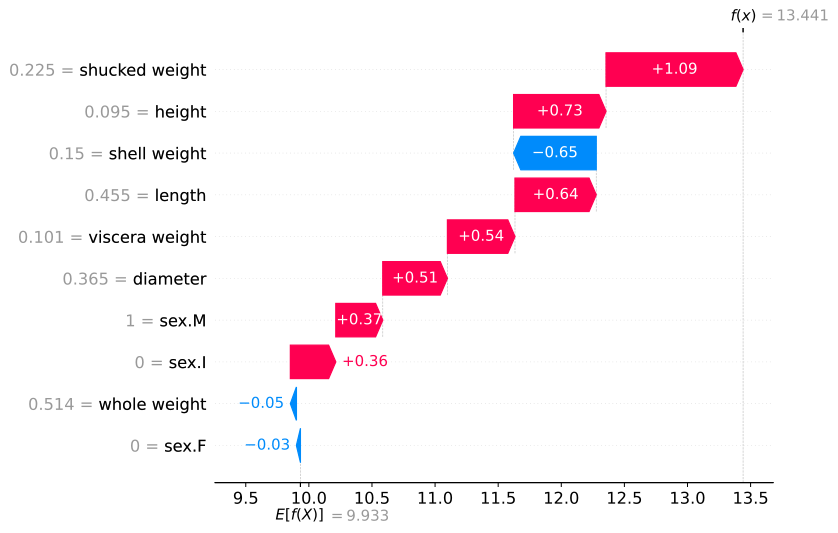 f(x) = 13.441
0.225 = shucked weight +1.09
0.095 = height +0.73
0.15 = shell weight −0.65
0.455 = length +0.64
0.101 = viscera weight +0.54
0.365 = diameter +0.51
1 = sex.M +0.37
0 = sex.I +0.36
0.514 = whole weight −0.05
0 = sex.F −0.03
9.5 10.0 10.5 11.0 11.5 12.0 12.5 13.0 13.5
E[f(X)] = 9.933